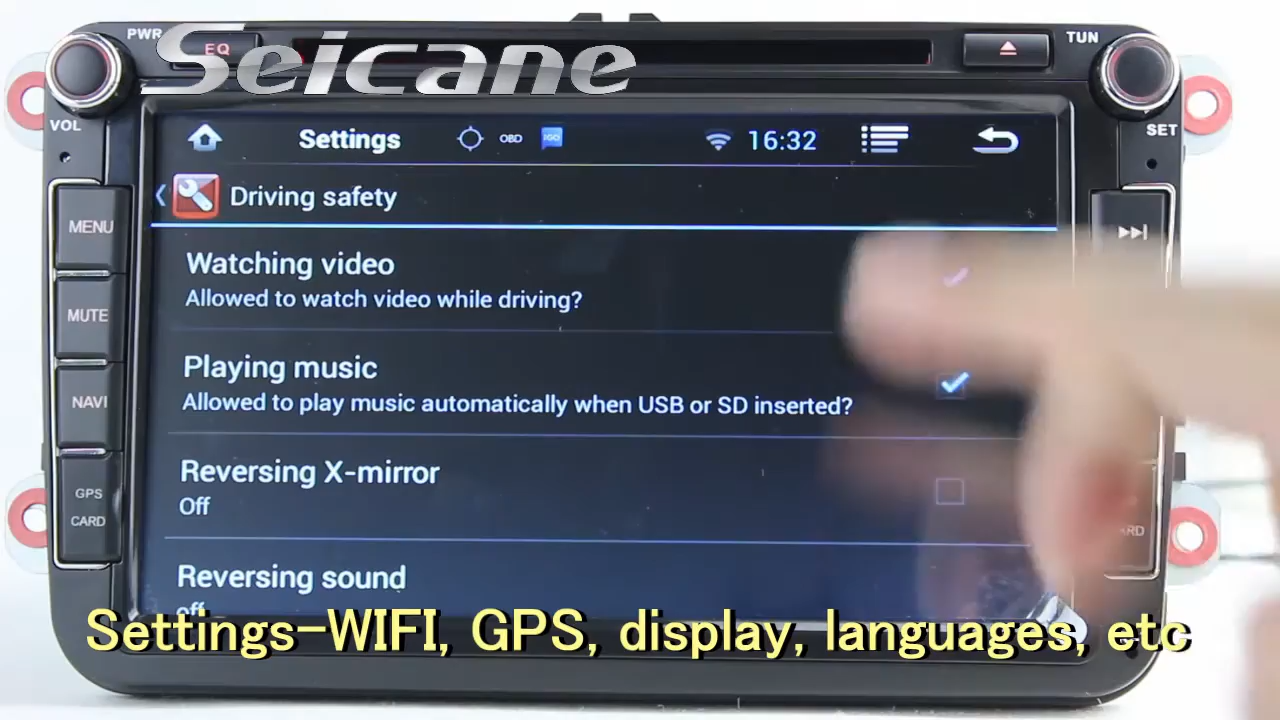 Seicane
PWR
EQ
TUN
VOL
SET
Settings
OBD
IGO
16:32
Driving safety
MENU
Watching video
Allowed to watch video while driving?
MUTE
Playing music
Allowed to play music automatically when USB or SD inserted?
NAVI
Reversing X-mirror
Off
GPS
CARD
Reversing sound
off
Settings-WIFI, GPS, display, languages, etc